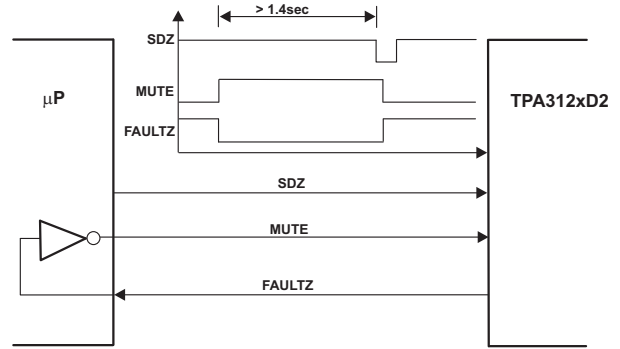 > 1.4sec
SDZ
MUTE
FAULTZ
μP
TPA312xD2
SDZ
MUTE
FAULTZ